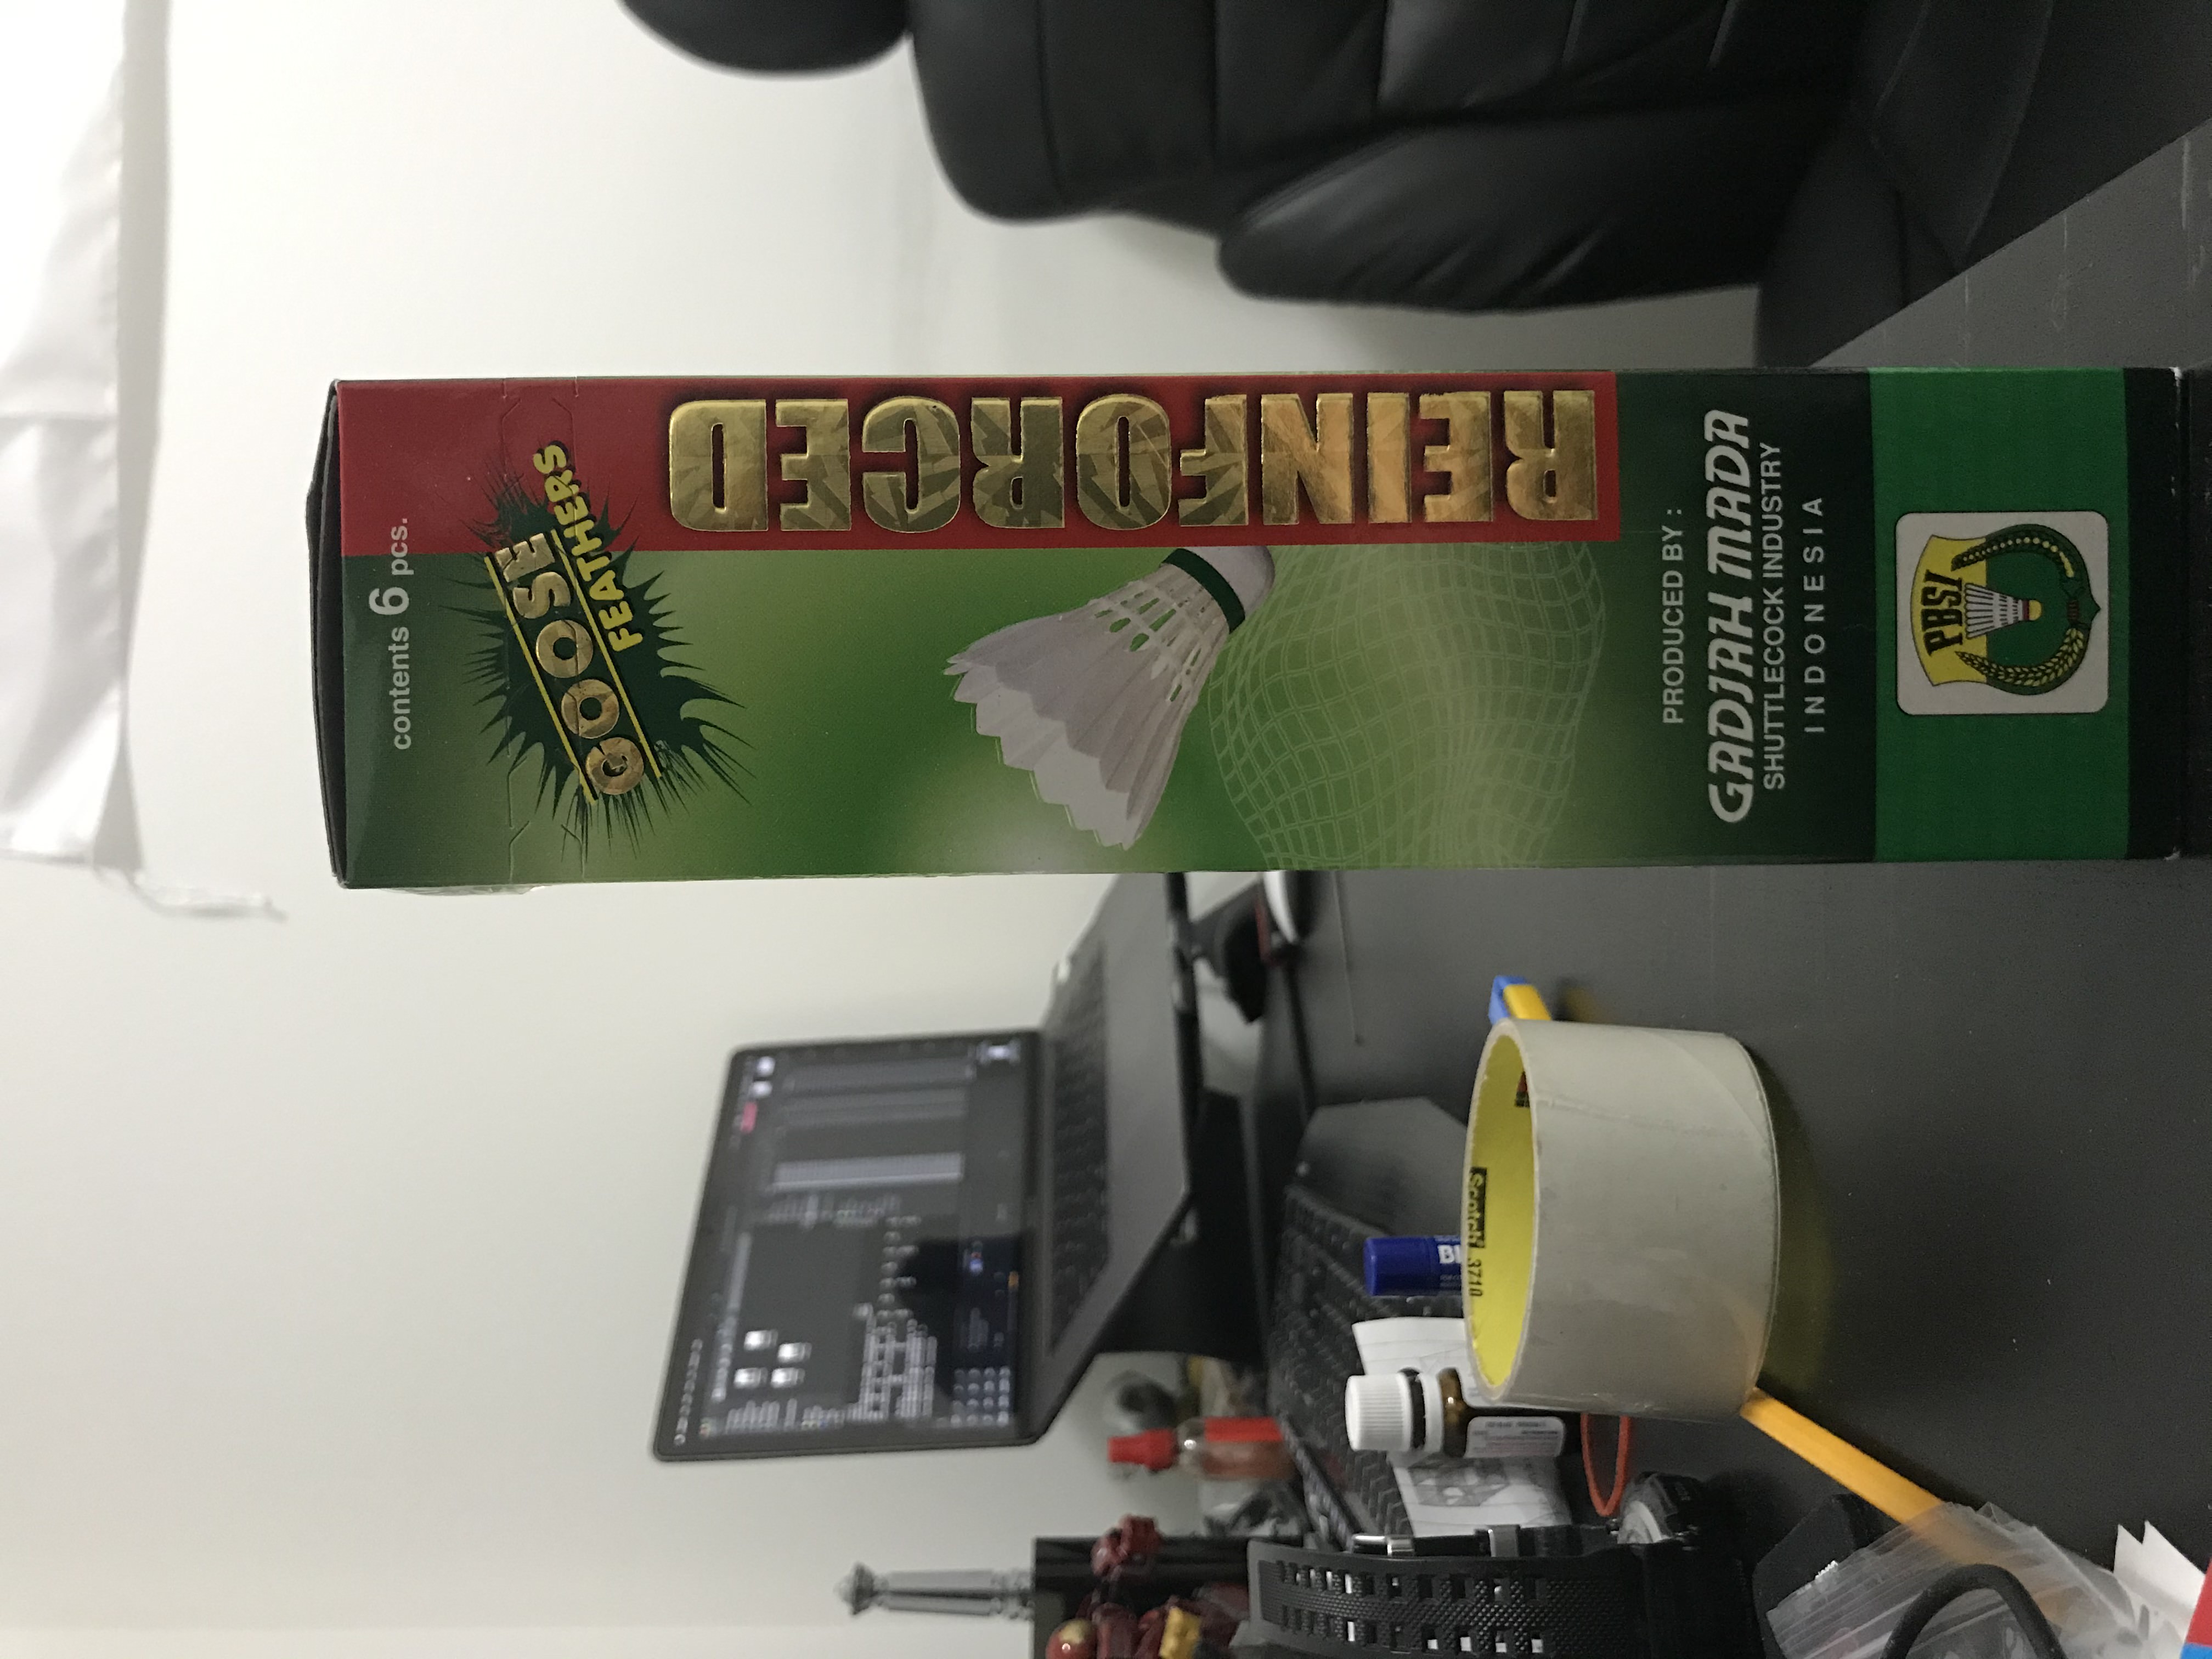 contents 6 pcs.
GOOSE
FEATHERS
REINFORCED
PRODUCED BY :
GADJAH MADA
SHUTTLECOCK INDUSTRY
INDONESIA
PBSI
Scotch 3710